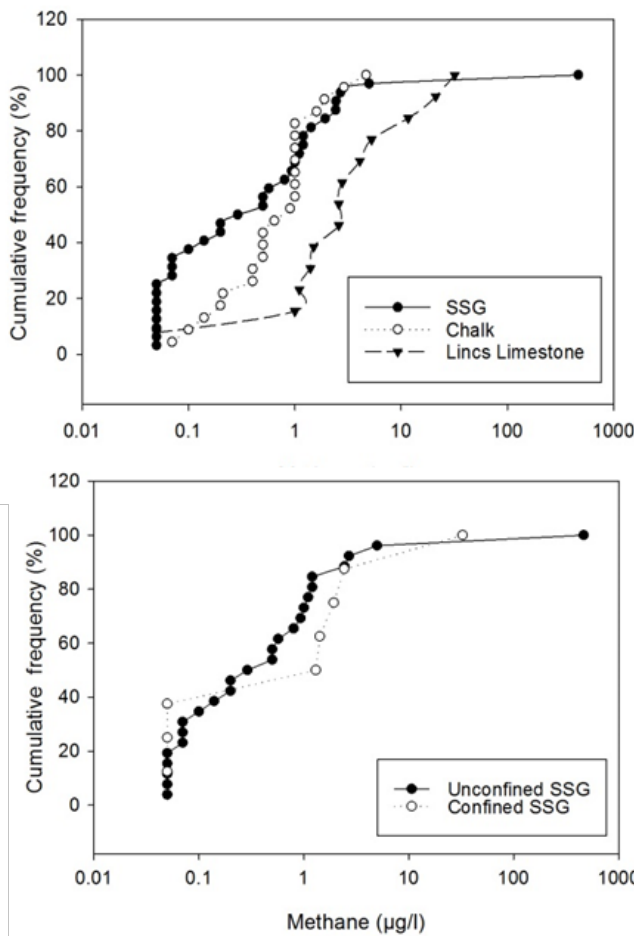 120
100
80
60
40
20
0
Cumulative frequency (%)
SSG
Chalk
Lincs Limestone
0.01 0.1 1 10 100 1000
120
100
80
60
40
20
0
Cumulative frequency (%)
Unconfined SSG
Confined SSG
0.01 0.1 1 10 100 1000
Methane (µg/l)